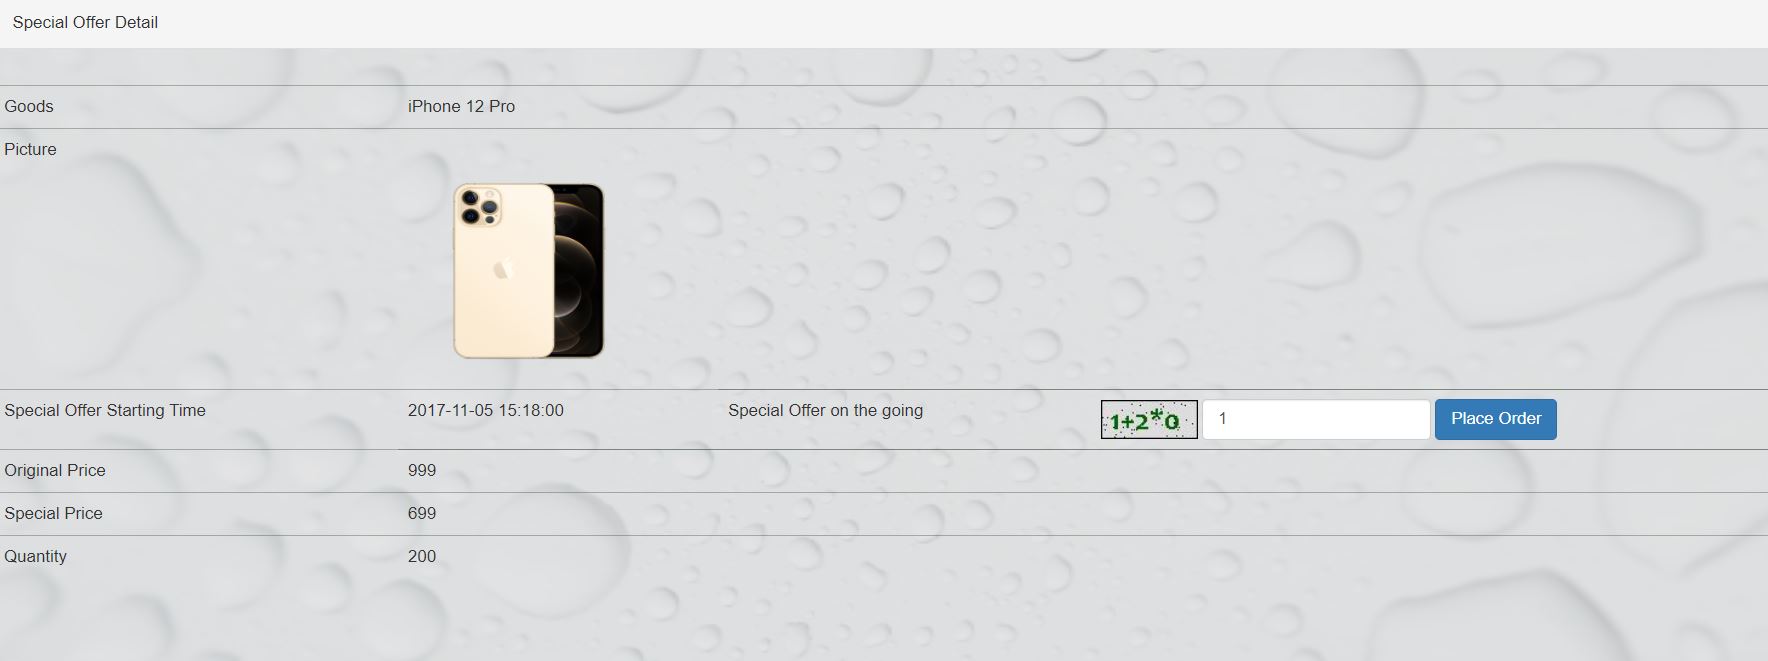 Special Offer Detail
Goods iPhone 12 Pro
Picture
Special Offer Starting Time 2017-11-05 15:18:00 Special Offer on the going 1+2*0 1 Place Order
Original Price 999
Special Price 699
Quantity 200